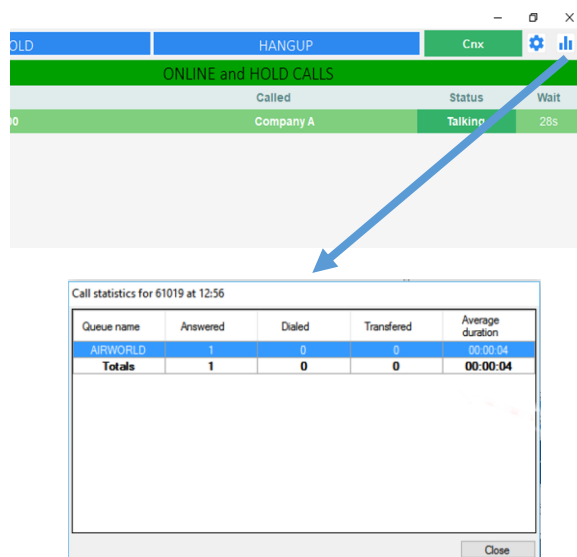 OLD HANGUP Cnx
ONLINE and HOLD CALLS
Called Status Wait
00 Company A Talking 28s
Call statistics for 61019 at 12:56
Queue name Answered Dialed Transfered Average duration
AIRWORLD 1 0 0 00:00:04
Totals 1 0 0 00:00:04
Close